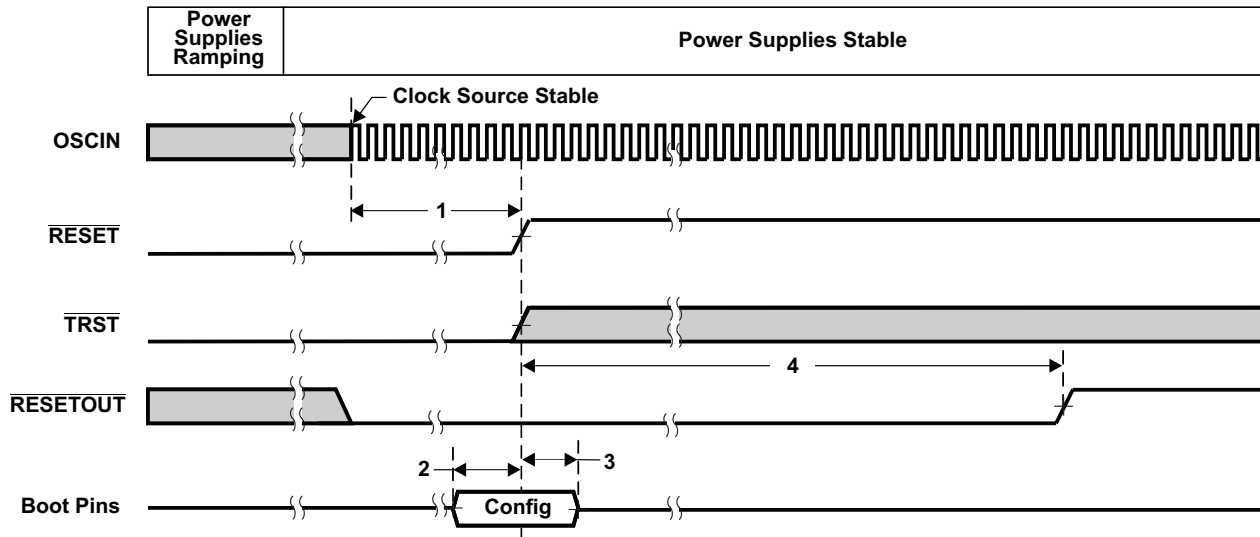 Power
Supplies
Ramping
Power Supplies Stable
Clock Source Stable
OSCIN
1
RESET
TRST
4
RESETOUT
2
3
Boot Pins
Config